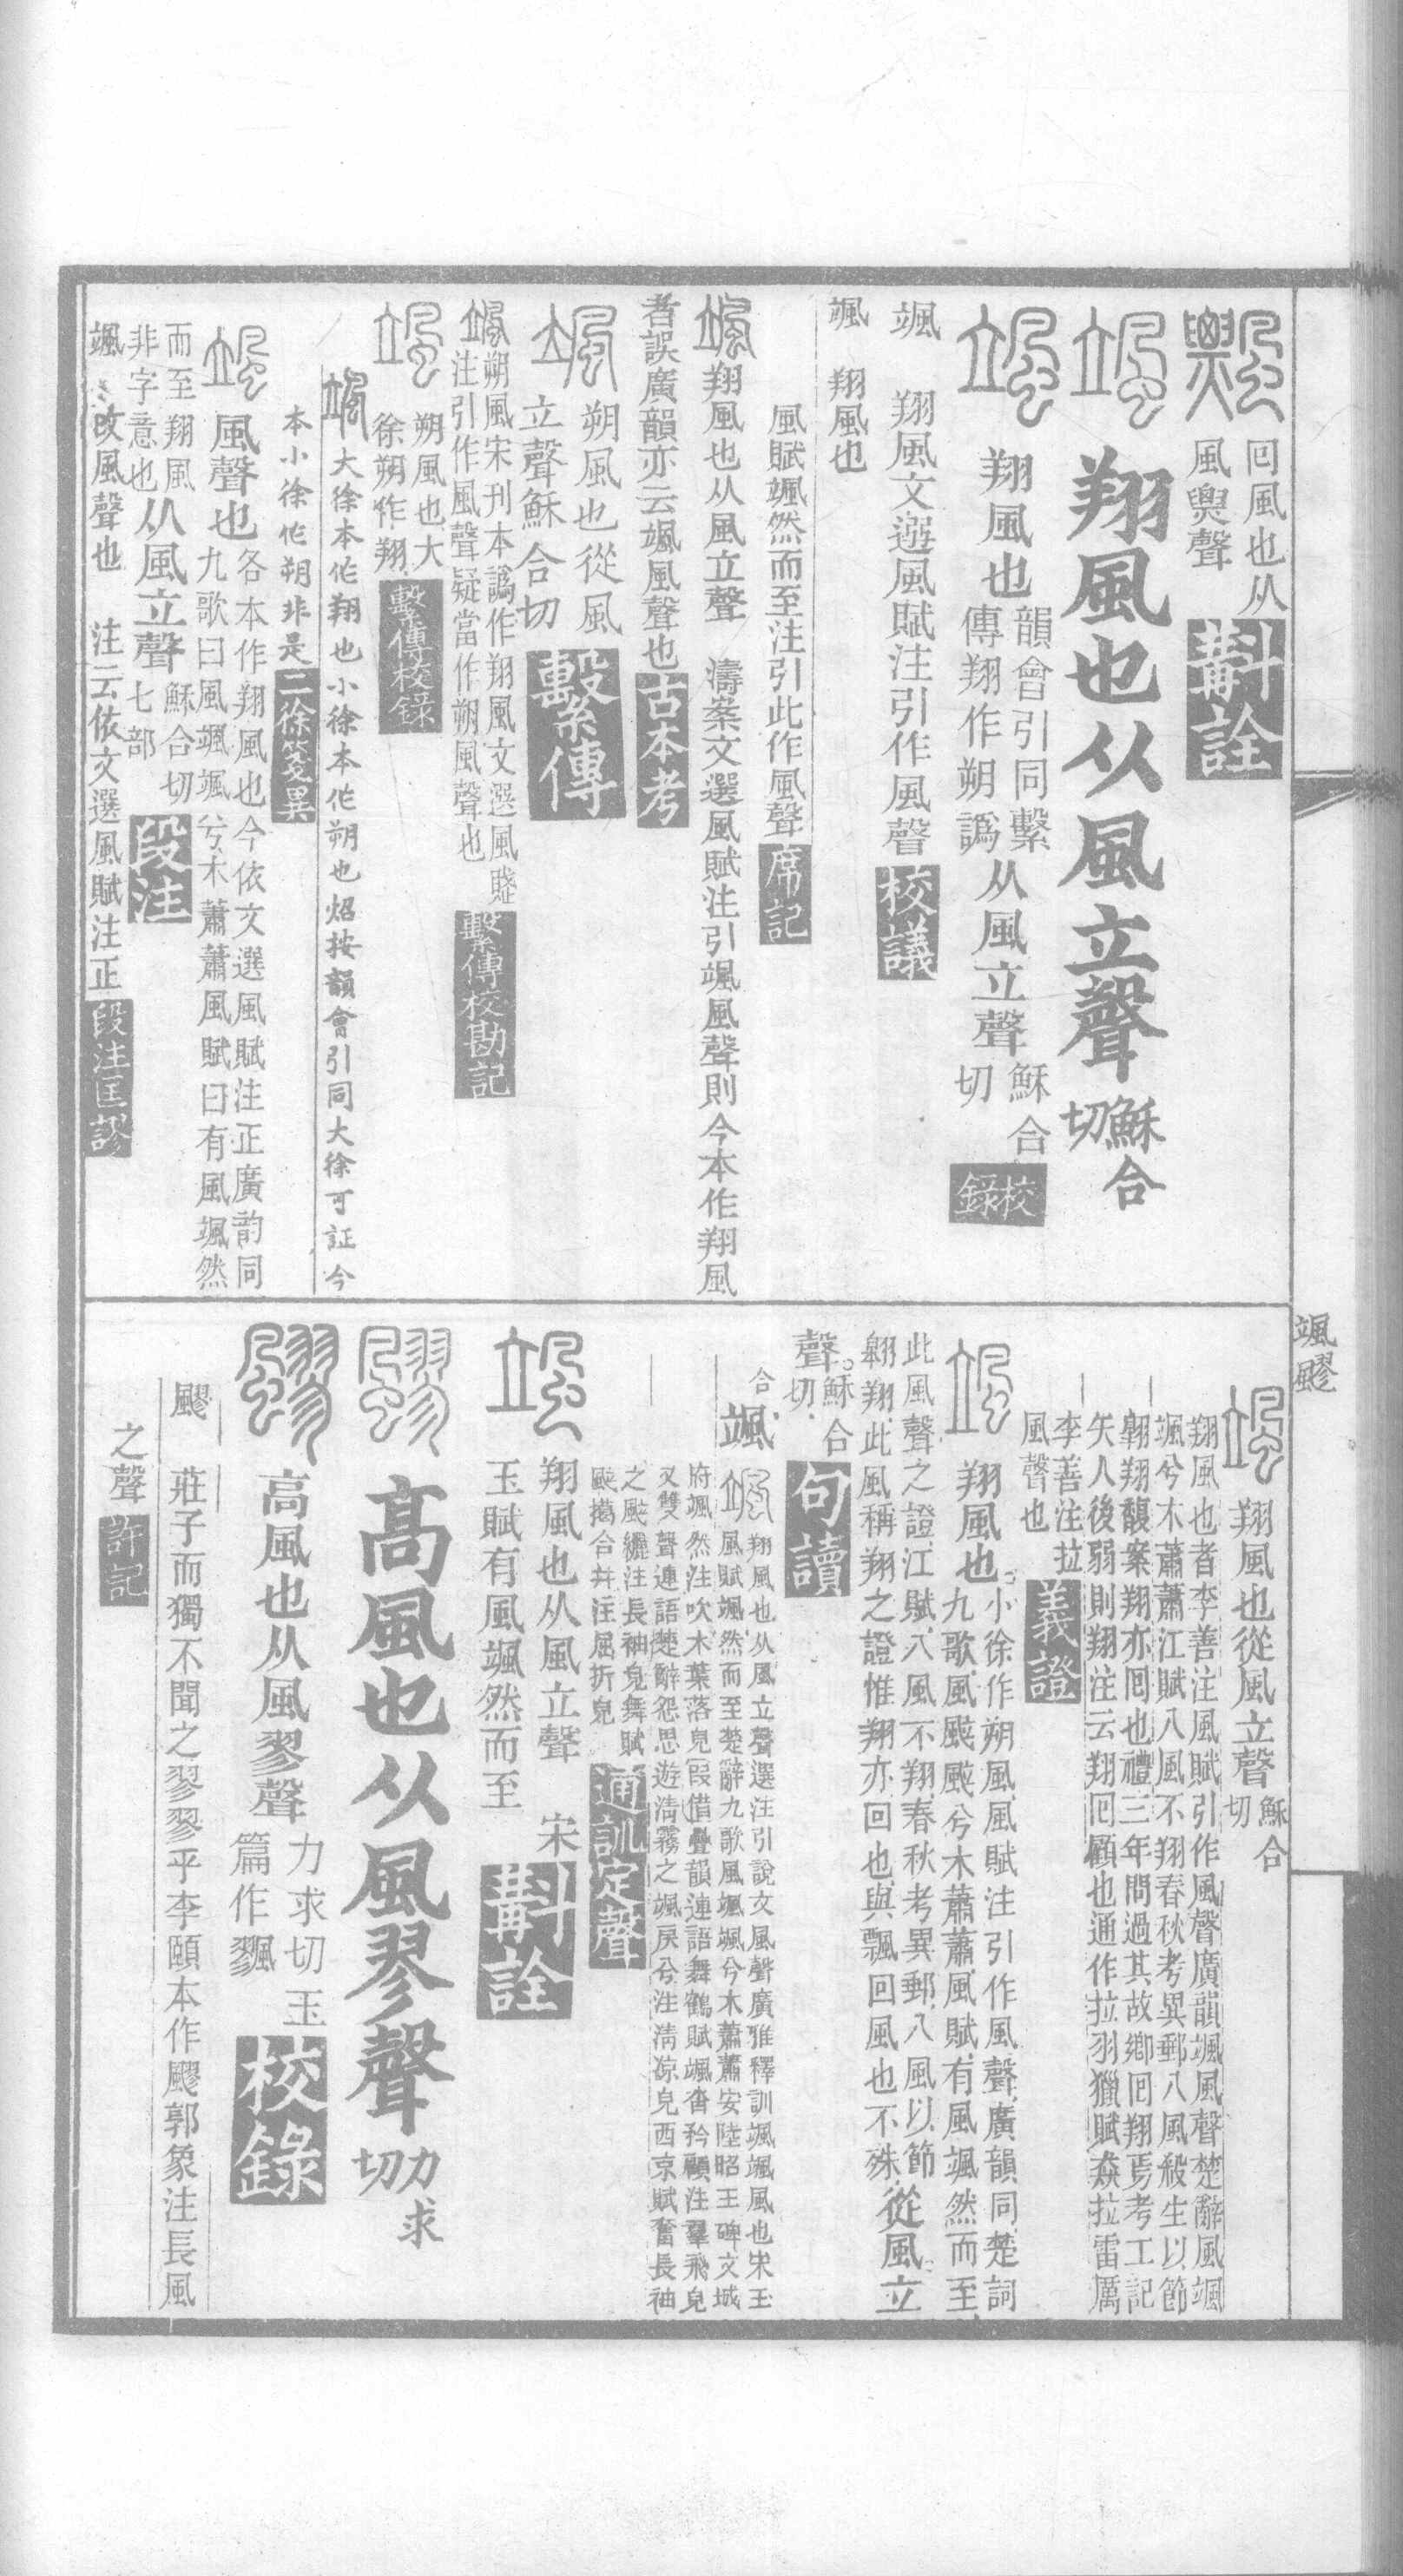 回風也从
風輿聲
斠詮
翔風也从風立聲
穌合
切
翔風也
韻會引同繫
傳翔作朔譌
从風立聲
穌合
切
校錄
颯 翔風文選風賦注引作風聲
校議
颯 翔風也
風賦颯然而至注引此作風聲
席記
翔風也从風立聲 濤案文選風賦注引颯風聲則今本作翔風
者誤廣韻亦云颯風聲也
古本考
朔風也從風
立聲穌合切
繫傳
朔風宋刊本譌作翔風文選風賦
注引作風聲疑當作朔風聲也
繫傳校勘記
朔風也大
徐朔作翔
繫傳校錄
大徐本作翔也小徐本作朔也炤按韻會引同大徐可証今
本小徐作朔非是
二徐箋異
風聲也
各本作翔風也今依文選風賦注正廣韵同
九歌曰風颯颯兮木蕭蕭風賦曰有風颯然
而至翔風
非字意也
从風立聲
穌合切
七部
段注
颯 改風聲也 注云依文選風賦注正
段注匡謬
颯飂
翔風也從風立聲
穌合
切
翔風也者李善注風賦引作風聲廣韻颯風聲楚辭風颯
颯兮木蕭蕭江賦八風不翔春秋考異郵八風殺生以節
翱翔馥案翔亦回也禮三年問過其故鄉回翔焉考工記
矢人後弱則翔注云翔回顧也通作拉羽獵賦猋拉雷厲
李善注拉
風聲也
義證
翔風也
小徐作朔風風賦注引作風聲廣韻同楚詞
九歌風颷颷兮木蕭蕭風賦有風颯然而至
此風聲之證江賦八風不翔春秋考異郵八風以節
翱翔此風稱翔之證惟翔亦回也與飄回風也不殊
從風立
聲
穌合
切
句讀
合 颯
翔風也从風立聲選注引說文風聲廣雅釋訓颯颯風也宋玉
風賦颯然而至楚辭九歌風颯颯兮木蕭蕭安陸昭王碑文城
府颯然注吹木葉落皃叚借疊韻連語舞鶴賦颯沓矜顧注羣飛皃
又雙聲連語楚辭怨思遊清霧之颯戾兮注清涼皃西京賦奮長袖
之颯纚注長袖皃舞賦
颯擖合并注屈折皃
通訓定聲
翔風也从風立聲 宋
玉賦有風颯然而至
斠詮
高風也从風翏聲
力求
切
高風也从風翏聲
力求切玉
篇作飂
校錄
飂 莊子而獨不聞之翏翏乎李頤本作飂郭象注長風
之聲
許記